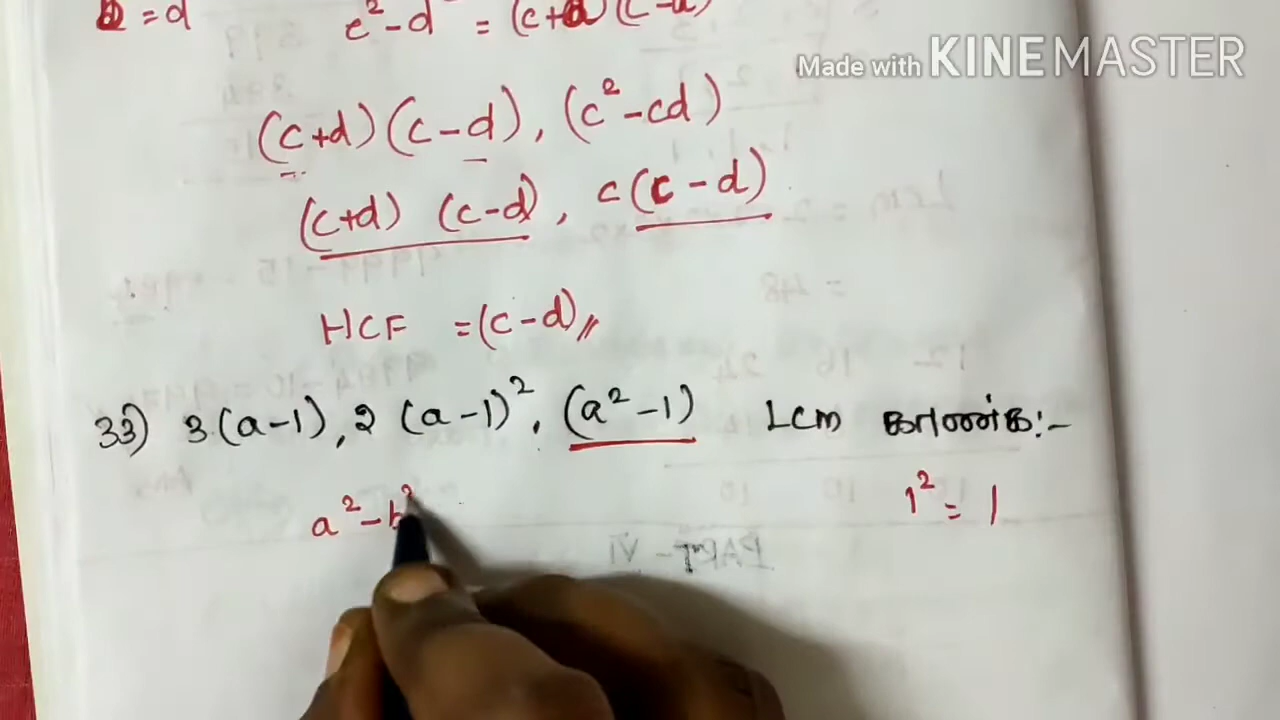 = d c² - d = (c+d) (c-d)
Made with KINEMASTER
(c+d) (c-d), (c² - cd)
(c+d) (c-d), c(c-d)
HCF = (c-d)//
33) 3(a-1), 2(a-1)², (a²-1) Lcm காண்க:-
a² - b² 1² = 1